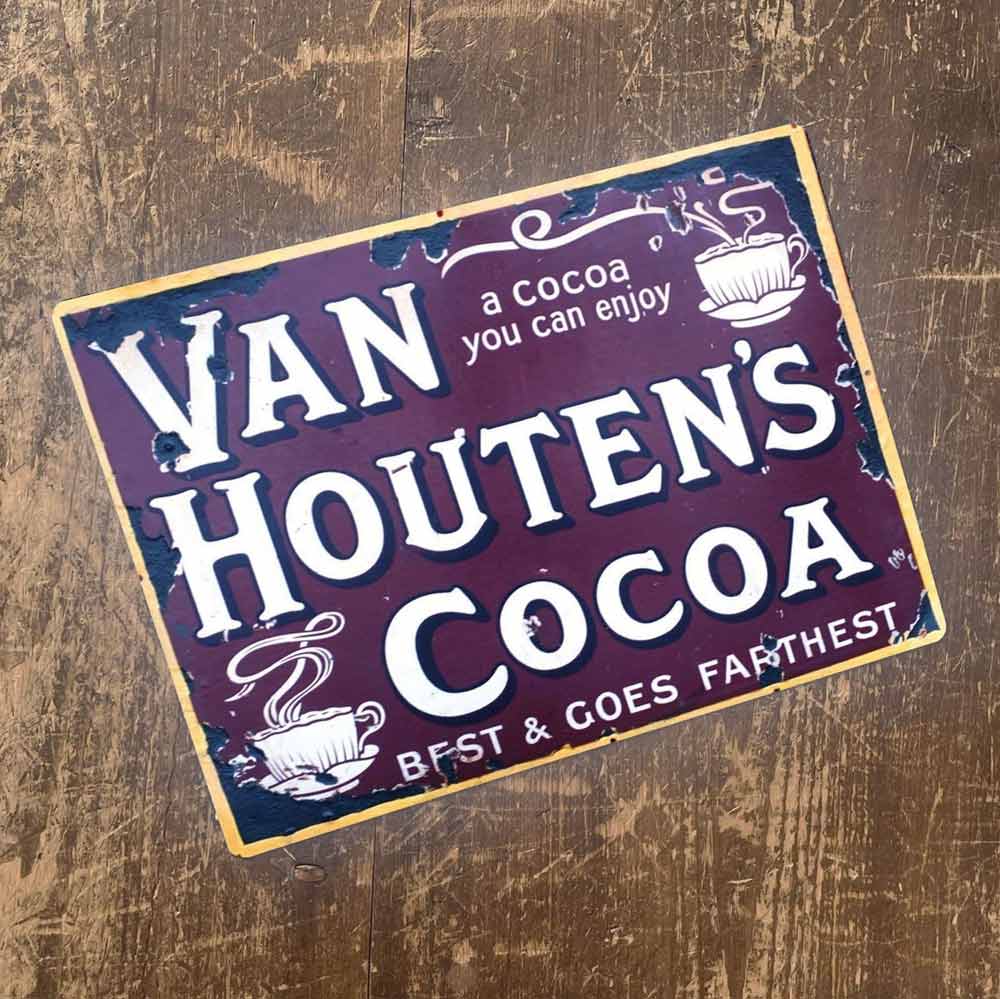 a Cocoa
you can enjoy
VAN
HOUTEN'S
COCOA
BEST & GOES FARTHEST